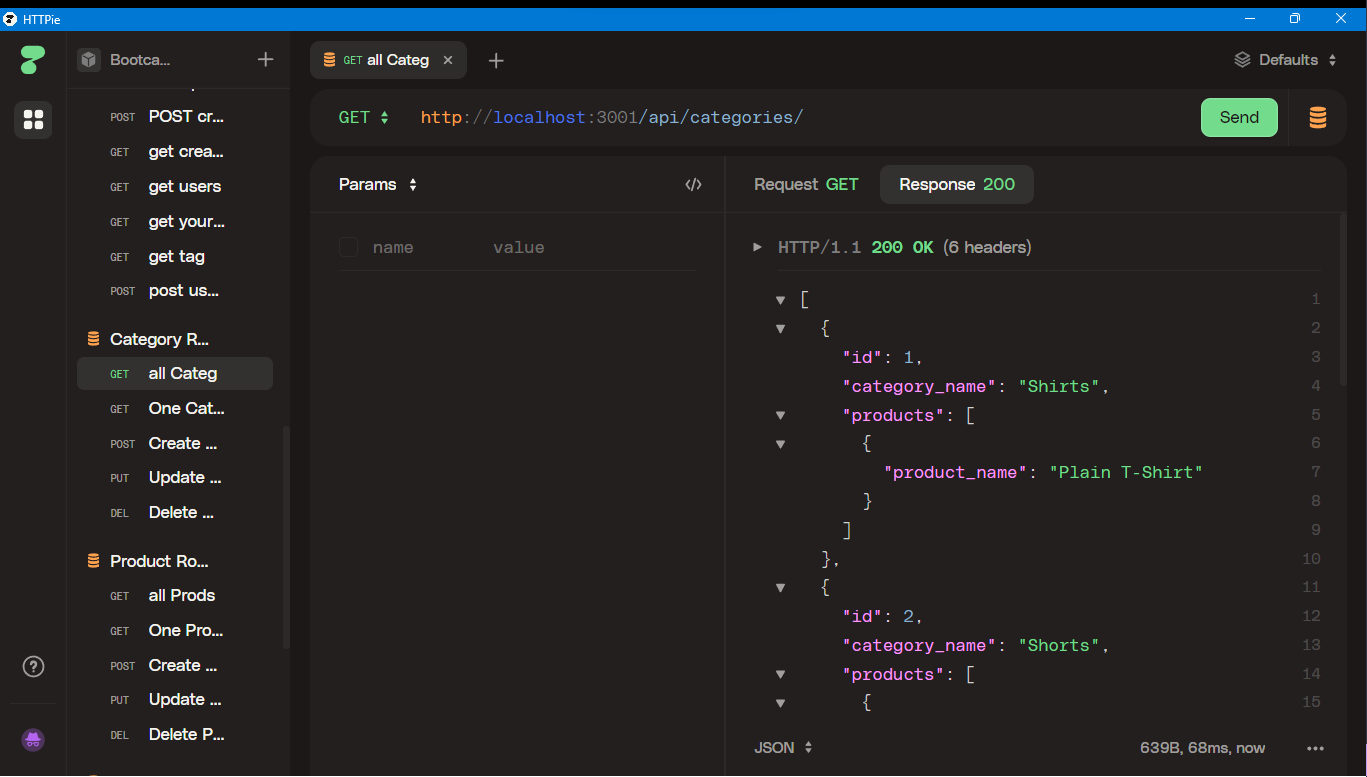 HTTPie
Bootca...
GET all Categ
Defaults
POST POST cr...
GET get crea...
GET get users
GET get your...
GET get tag
POST post us...
Category R...
GET all Categ
GET One Cat...
POST Create ...
PUT Update ...
DEL Delete ...
Product Ro...
GET all Prods
GET One Pro...
POST Create ...
PUT Update ...
DEL Delete P...
GET http://localhost:3001/api/categories/
Send
Params </>
name value
Request GET Response 200
HTTP/1.1 200 OK (6 headers)
[ 1
{ 2
"id": 1, 3
"category_name": "Shirts", 4
"products": [ 5
{ 6
"product_name": "Plain T-Shirt" 7
} 8
] 9
}, 10
{ 11
"id": 2, 12
"category_name": "Shorts", 13
"products": [ 14
{ 15
JSON 639B, 68ms, now